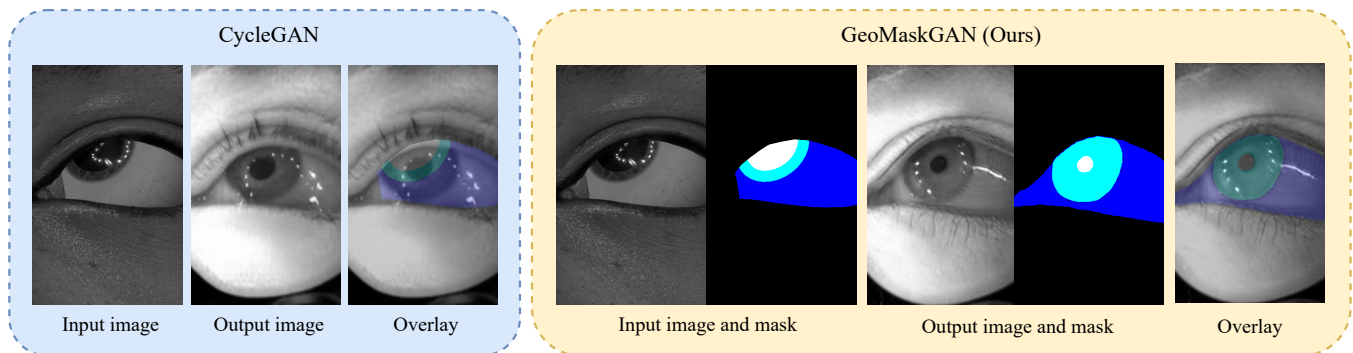 CycleGAN
Input image
Output image
Overlay
GeoMaskGAN (Ours)
Input image and mask
Output image and mask
Overlay